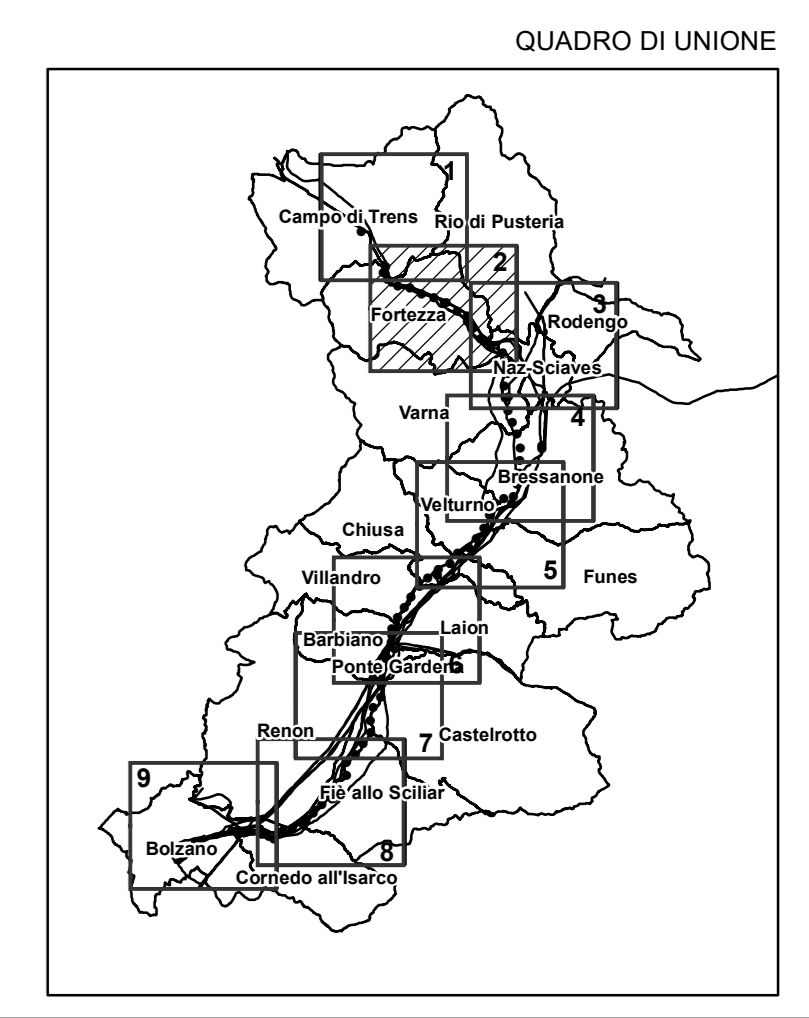 QUADRO DI UNIONE
1
Campo di Trens
Rio di Pusteria
2
3
Fortezza
Rodengo
Naz-Sciaves
Varna
4
Bressanone
Velturno
Chiusa
5
Villandro
Funes
Laion
Barbiano
6
Ponte Gardena
Renon
7
Castelrotto
9
Fiè allo Sciliar
Bolzano
8
Cornedo all'Isarco